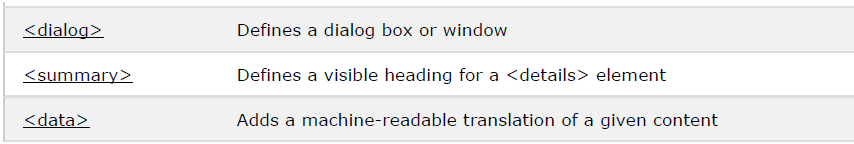 <dialog> Defines a dialog box or window
<summary> Defines a visible heading for a <details> element
<data> Adds a machine-readable translation of a given content